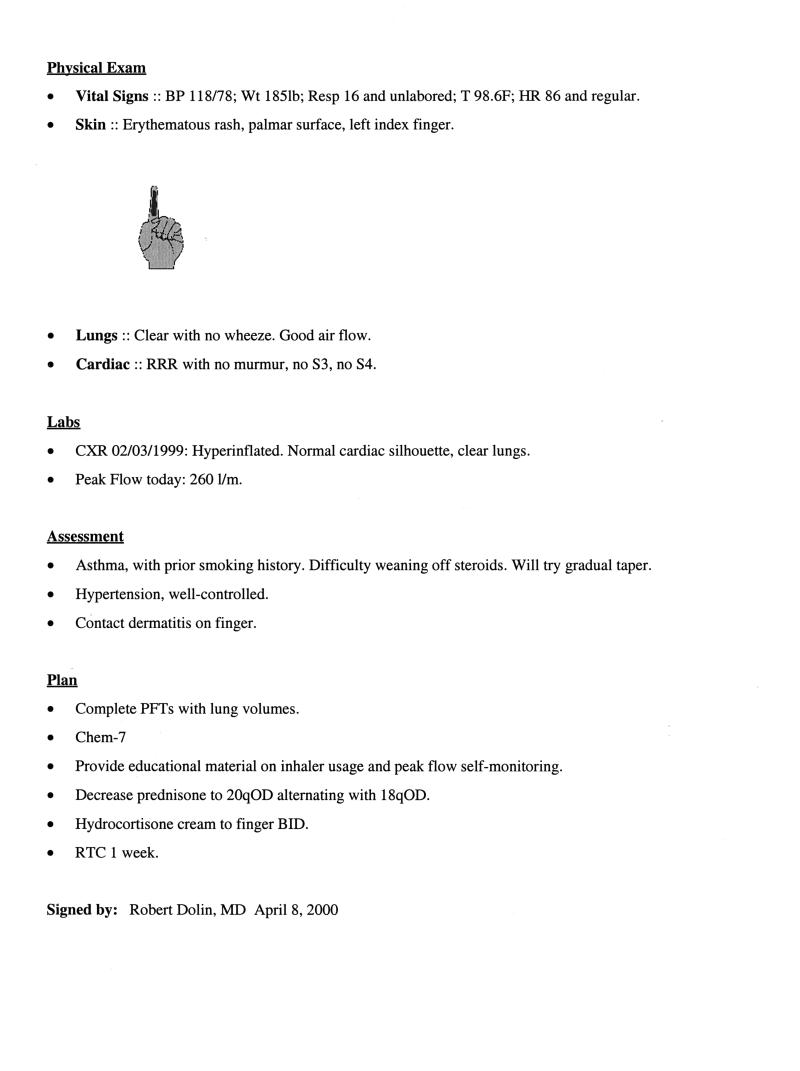 Physical Exam
• Vital Signs :: BP 118/78; Wt 185lb; Resp 16 and unlabored; T 98.6F; HR 86 and regular.
• Skin :: Erythematous rash, palmar surface, left index finger.
• Lungs :: Clear with no wheeze. Good air flow.
• Cardiac :: RRR with no murmur, no S3, no S4.
Labs
• CXR 02/03/1999: Hyperinflated. Normal cardiac silhouette, clear lungs.
• Peak Flow today: 260 l/m.
Assessment
• Asthma, with prior smoking history. Difficulty weaning off steroids. Will try gradual taper.
• Hypertension, well-controlled.
• Contact dermatitis on finger.
Plan
• Complete PFTs with lung volumes.
• Chem-7
• Provide educational material on inhaler usage and peak flow self-monitoring.
• Decrease prednisone to 20qOD alternating with 18qOD.
• Hydrocortisone cream to finger BID.
• RTC 1 week.
Signed by: Robert Dolin, MD April 8, 2000